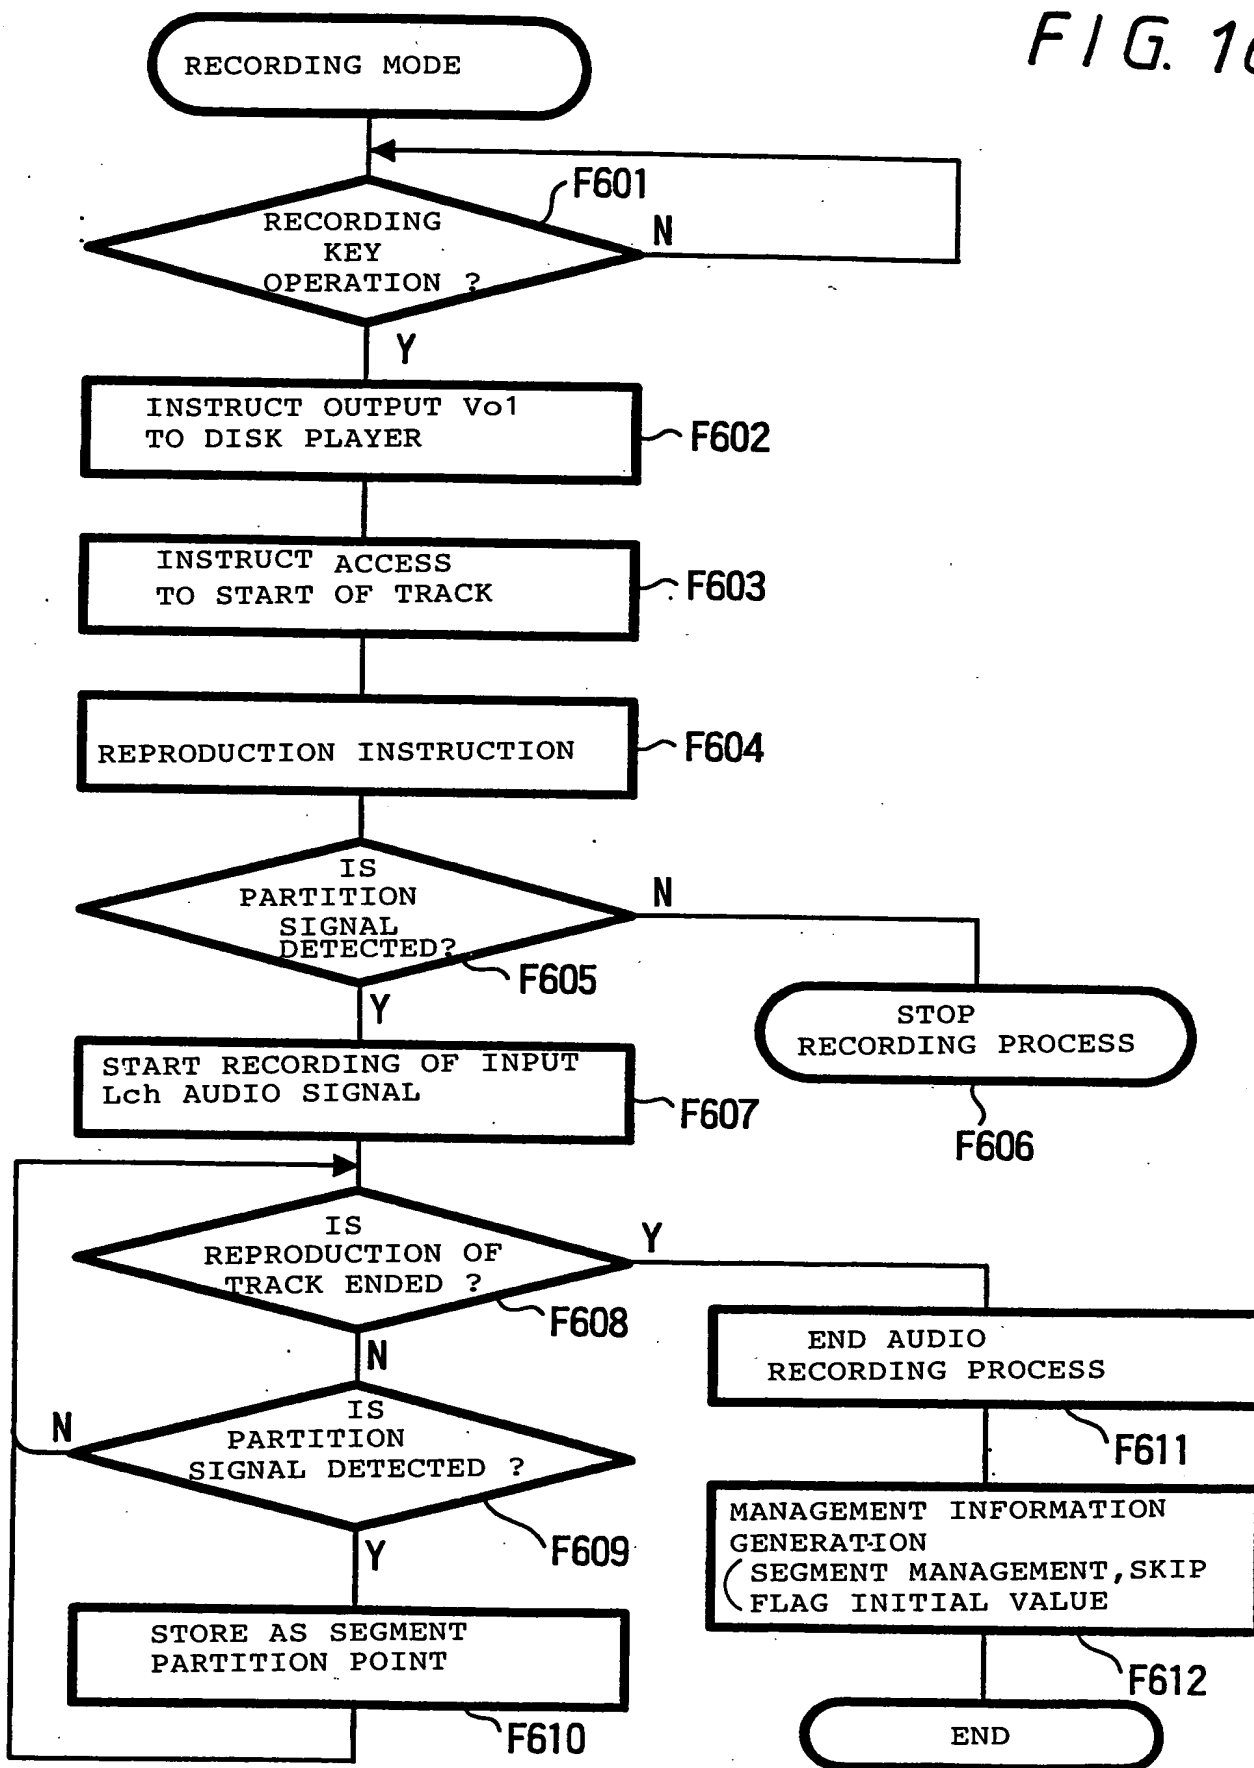 FIG. 16
RECORDING MODE
F601
RECORDING
KEY
OPERATION ?
N
Y
INSTRUCT OUTPUT Vo1
TO DISK PLAYER
F602
INSTRUCT ACCESS
TO START OF TRACK
F603
REPRODUCTION INSTRUCTION
F604
IS
PARTITION
SIGNAL
DETECTED?
N
F605
Y
STOP
RECORDING PROCESS
F606
START RECORDING OF INPUT
Lch AUDIO SIGNAL
F607
IS
REPRODUCTION OF
TRACK ENDED ?
Y
F608
N
END AUDIO
RECORDING PROCESS
F611
IS
PARTITION
SIGNAL DETECTED ?
N
F609
Y
MANAGEMENT INFORMATION
GENERATION
SEGMENT MANAGEMENT,SKIP
FLAG INITIAL VALUE
F612
STORE AS SEGMENT
PARTITION POINT
F610
END